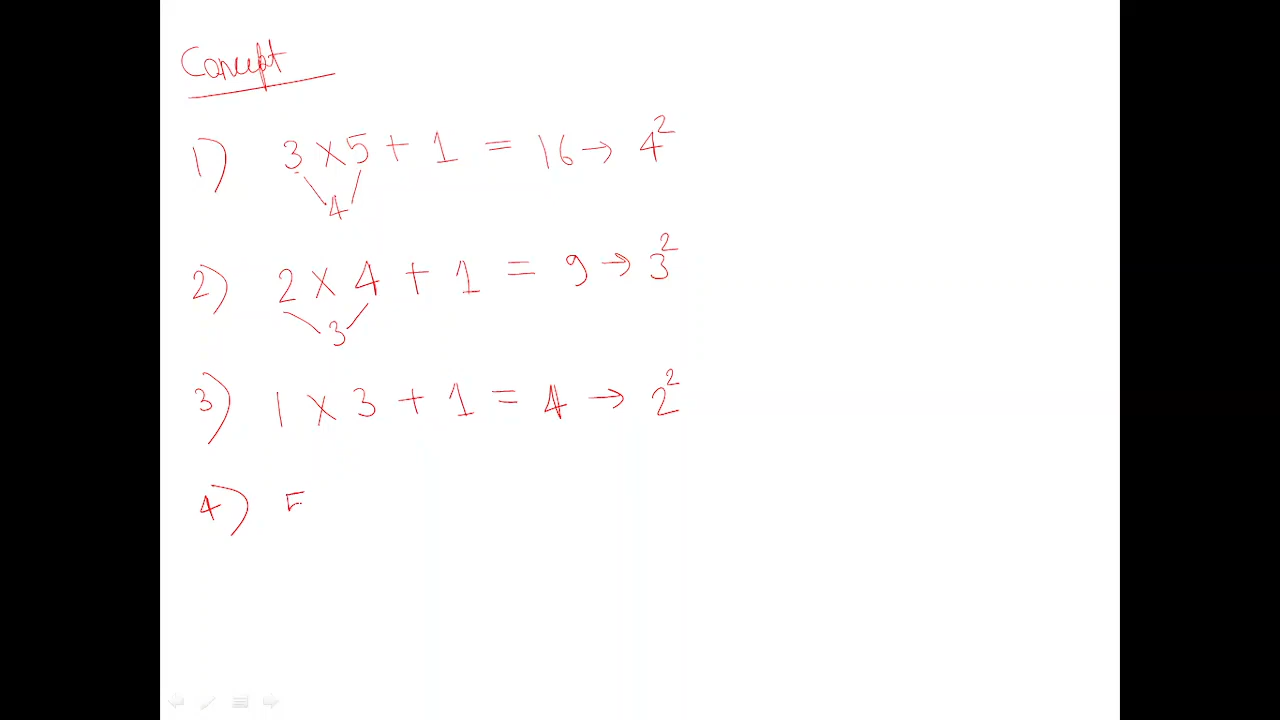 Concept
1) 3 × 5 + 1 = 16 → 4²
4
2) 2 × 4 + 1 = 9 → 3²
3
3) 1 × 3 + 1 = 4 → 2²
4)